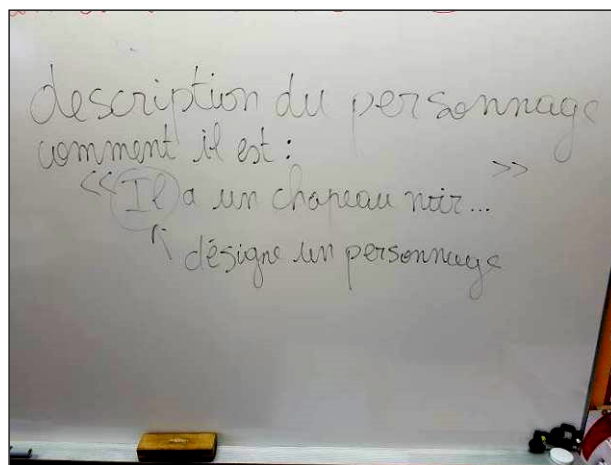 description du personnage
comment il est :
<< Il a un chapeau noir... >>
désigne un personnage